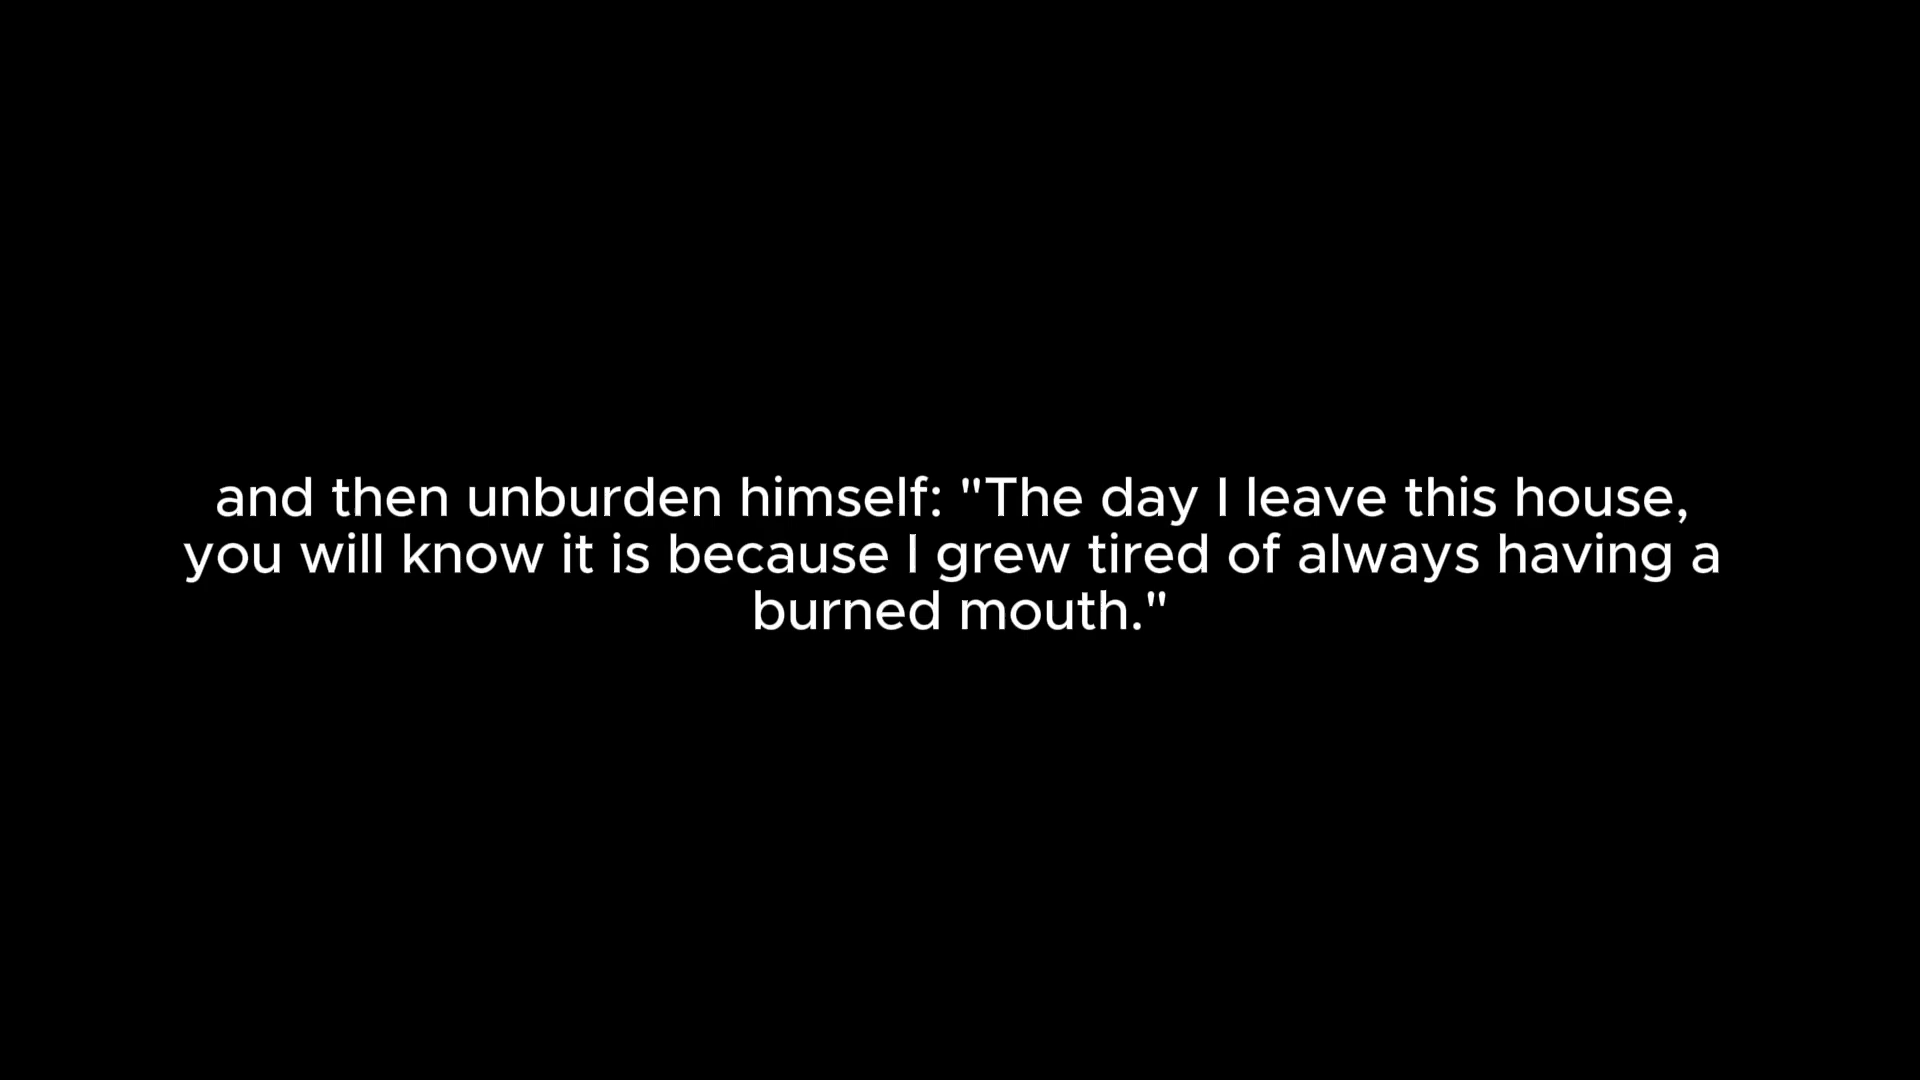 and then unburden himself: "The day I leave this house,
you will know it is because I grew tired of always having a
burned mouth."